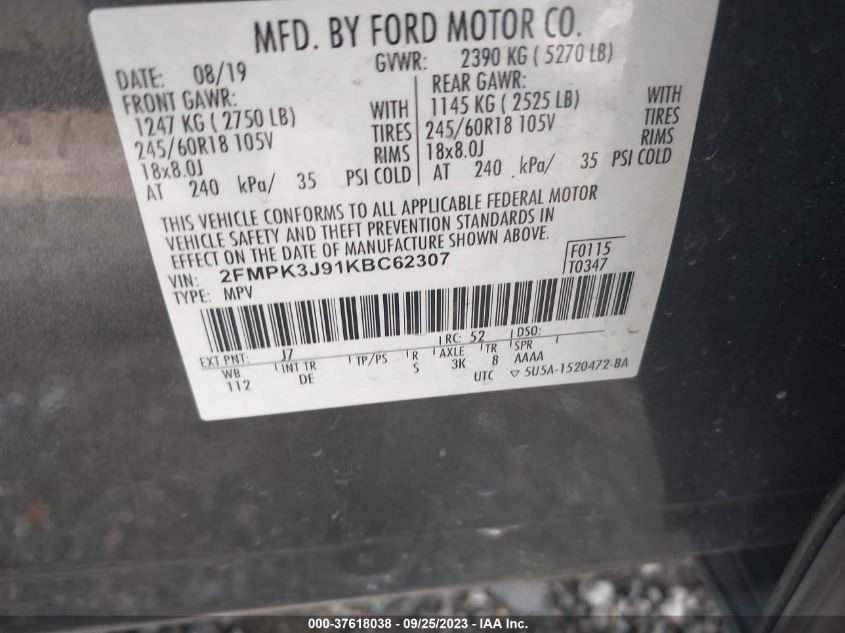 MFD. BY FORD MOTOR CO.
DATE: 08/19 GVWR: 2390 KG ( 5270 LB)
FRONT GAWR: REAR GAWR:
1247 KG ( 2750 LB) WITH 1145 KG ( 2525 LB) WITH
245/60R18 105V TIRES 245/60R18 105V TIRES
18x8.0J RIMS 18x8.0J RIMS
AT 240 kPa/ 35 PSI COLD AT 240 kPa/ 35 PSI COLD
THIS VEHICLE CONFORMS TO ALL APPLICABLE FEDERAL MOTOR
VEHICLE SAFETY AND THEFT PREVENTION STANDARDS IN
EFFECT ON THE DATE OF MANUFACTURE SHOWN ABOVE.
VIN: 2FMPK3J91KBC62307 F0115
TYPE: MPV T0347
EXT PNT: J7 RC: 52 DSO:
WB INT TR TP/PS R AXLE TR SPR
112 DE S 3K 8 AAAA
UTC ▽ 5U5A-1520472-BA
000-37618038 - 09/25/2023 - IAA Inc.